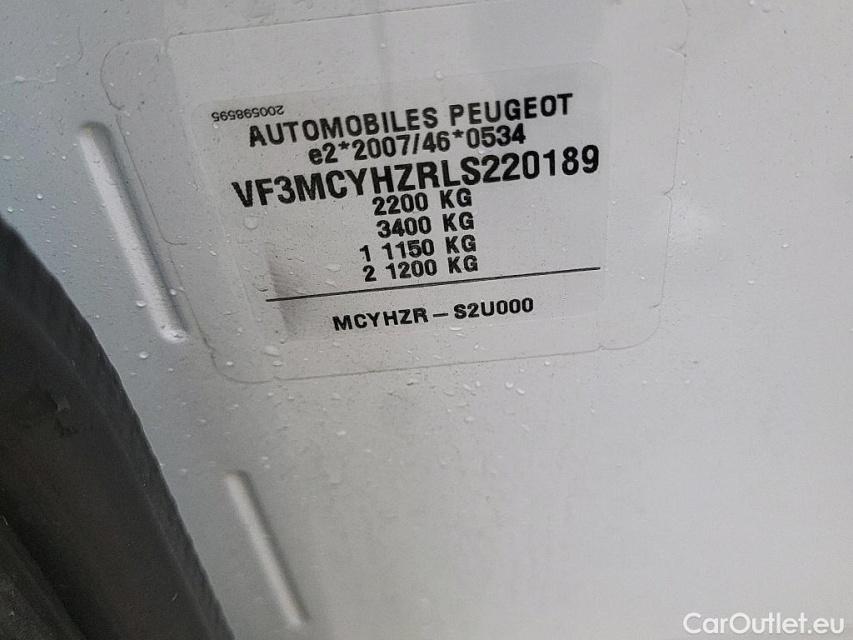 200598595
AUTOMOBILES PEUGEOT
e2*2007/46*0534
VF3MCYHZRLS220189
2200 KG
3400 KG
1 1150 KG
2 1200 KG
MCYHZR – S2U000
CarOutlet.eu